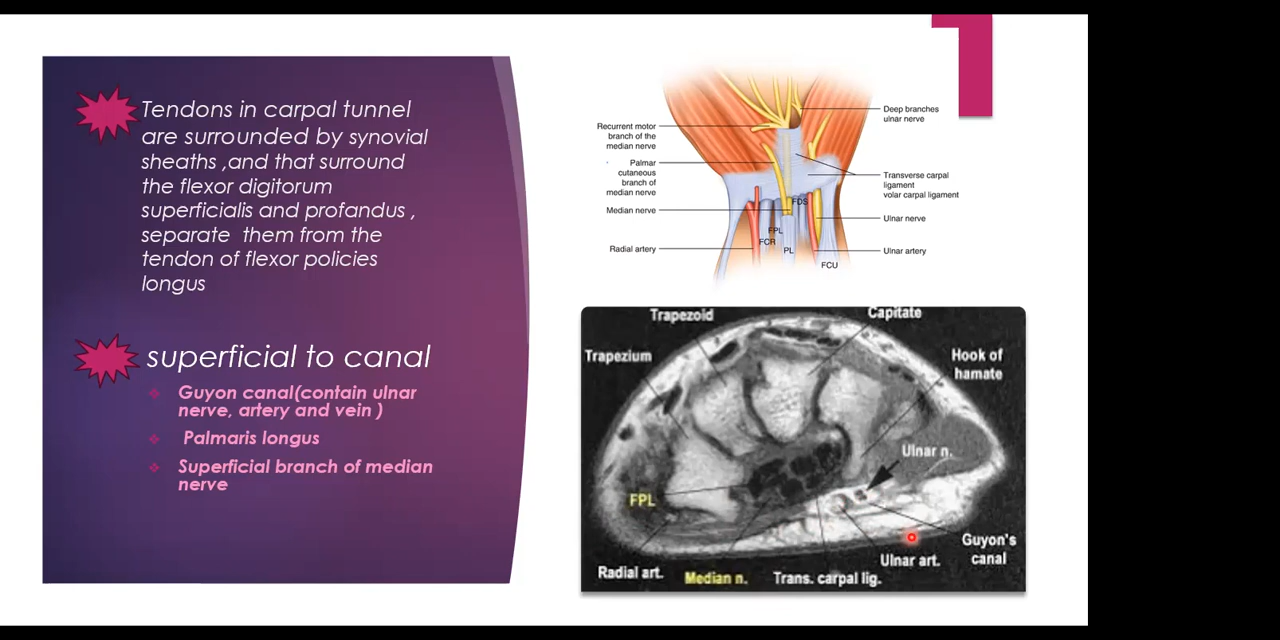 Tendons in carpal tunnel
are surrounded by synovial
sheaths ,and that surround
the flexor digitorum
superficialis and profandus ,
separate them from the
tendon of flexor policies
longus
superficial to canal
Guyon canal(contain ulnar
nerve, artery and vein )
Palmaris longus
Superficial branch of median
nerve
1
Recurrent motor
branch of the
median nerve
Palmar
cutaneous
branch of
median nerve
Median nerve
Radial artery
FDS
FPL
FCR
PL
FCU
Deep branches
ulnar nerve
Transverse carpal
ligament
volar carpal ligament
Ulnar nerve
Ulnar artery
Trapezoid
Capitate
Trapezium
Hook of
hamate
Ulnar n.
FPL
Guyon's
canal
Ulnar art.
Radial art.
Median n.
Trans. carpal lig.